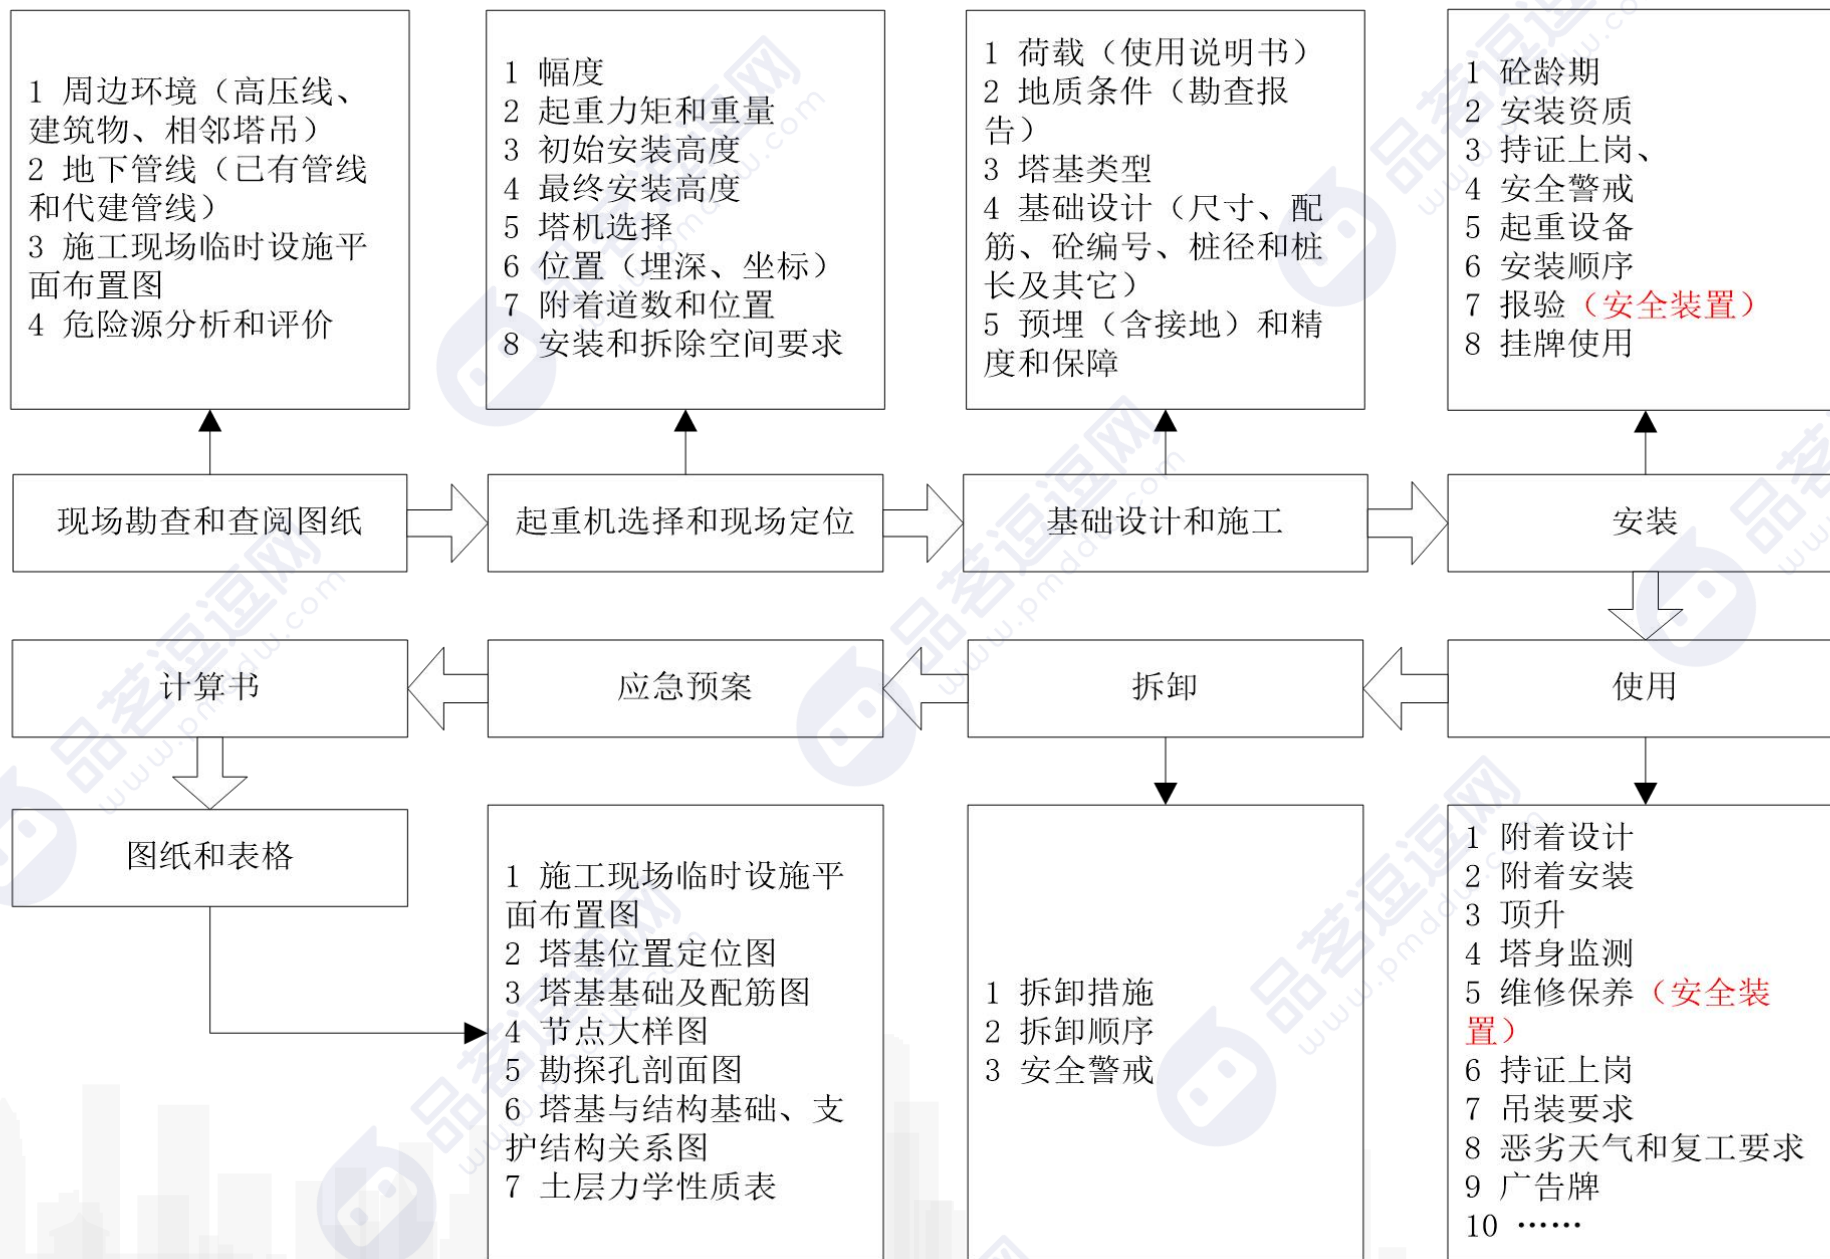 1 周边环境（高压线、
建筑物、相邻塔吊）
2 地下管线（已有管线
和代建管线）
3 施工现场临时设施平
面布置图
4 危险源分析和评价
1 幅度
2 起重力矩和重量
3 初始安装高度
4 最终安装高度
5 塔机选择
6 位置（埋深、坐标）
7 附着道数和位置
8 安装和拆除空间要求
1 荷载（使用说明书）
2 地质条件（勘查报
告）
3 塔基类型
4 基础设计（尺寸、配
筋、砼编号、桩径和桩
长及其它）
5 预埋（含接地）和精
度和保障
1 砼龄期
2 安装资质
3 持证上岗、
4 安全警戒
5 起重设备
6 安装顺序
7 报验（安全装置）
8 挂牌使用
现场勘查和查阅图纸
起重机选择和现场定位
基础设计和施工
安装
计算书
应急预案
拆卸
使用
图纸和表格
1 施工现场临时设施平
面布置图
2 塔基位置定位图
3 塔基基础及配筋图
4 节点大样图
5 勘探孔剖面图
6 塔基与结构基础、支
护结构关系图
7 土层力学性质表
1 拆卸措施
2 拆卸顺序
3 安全警戒
1 附着设计
2 附着安装
3 顶升
4 塔身监测
5 维修保养（安全装
置）
6 持证上岗
7 吊装要求
8 恶劣天气和复工要求
9 广告牌
10 ……
品茗逗网
www.pmddw.com